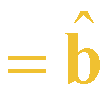 = b̂